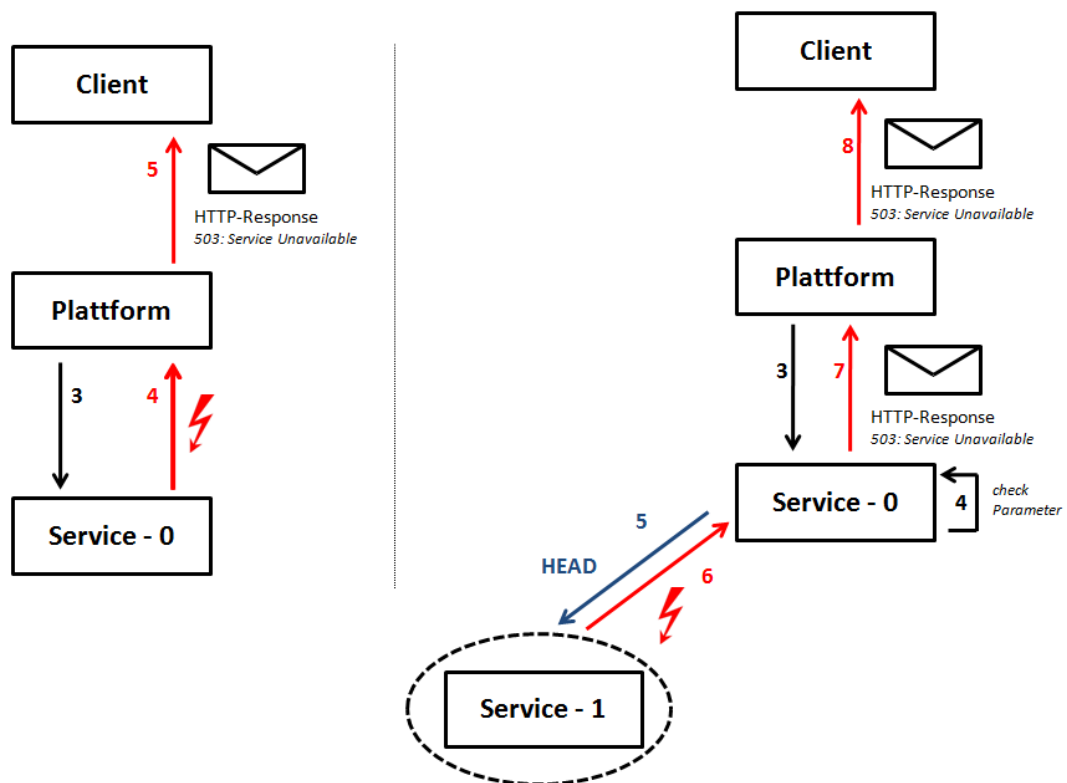 Client
5
HTTP-Response
503: Service Unavailable
Plattform
3
4
Service - 0
Client
8
HTTP-Response
503: Service Unavailable
Plattform
3
7
HTTP-Response
503: Service Unavailable
Service - 0
4
check
Parameter
5
HEAD
6
Service - 1